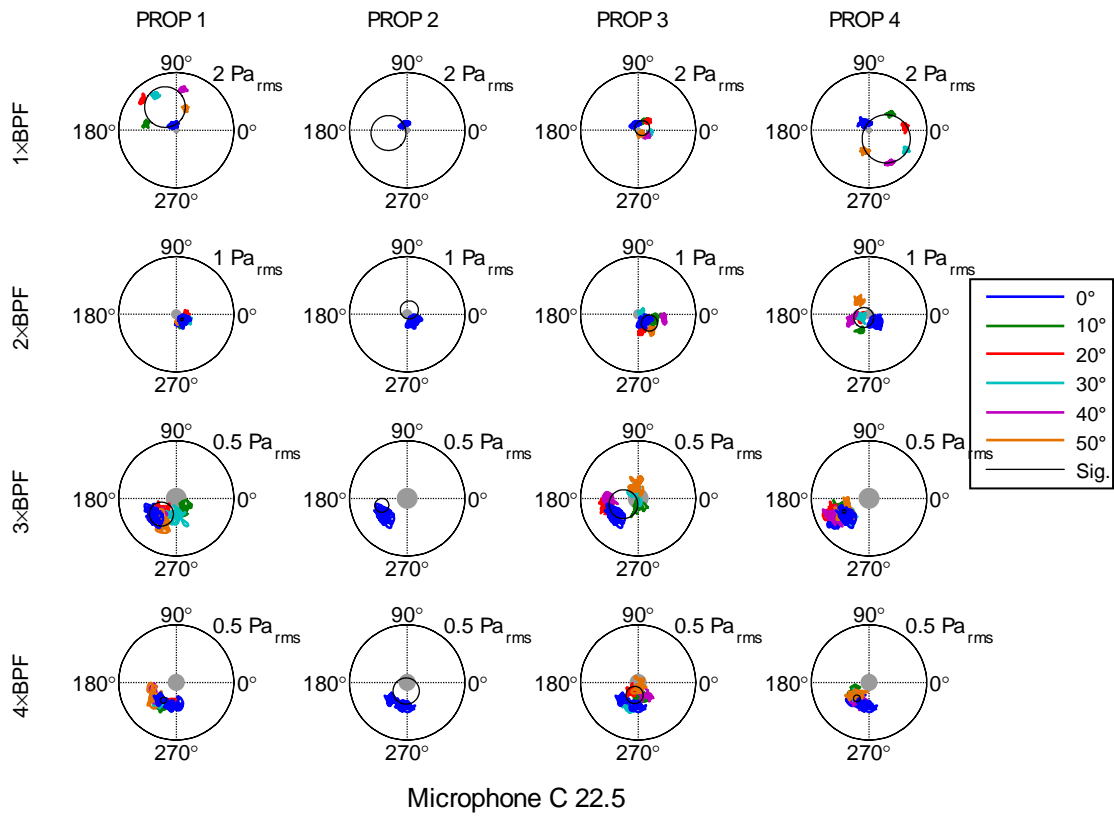 PROP 1 PROP 2 PROP 3 PROP 4
1×BPF
90° 2 Pa rms 180° 0° 270°
90° 2 Pa rms 180° 0° 270°
90° 2 Pa rms 180° 0° 270°
90° 2 Pa rms 180° 0° 270°
2×BPF
90° 1 Pa rms 180° 0° 270°
90° 1 Pa rms 180° 0° 270°
90° 1 Pa rms 180° 0° 270°
90° 1 Pa rms 180° 0° 270°
3×BPF
90° 0.5 Pa rms 180° 0° 270°
90° 0.5 Pa rms 180° 0° 270°
90° 0.5 Pa rms 180° 0° 270°
90° 0.5 Pa rms 180° 0° 270°
4×BPF
90° 0.5 Pa rms 180° 0° 270°
90° 0.5 Pa rms 180° 0° 270°
90° 0.5 Pa rms 180° 0° 270°
90° 0.5 Pa rms 180° 0° 270°
0°
10°
20°
30°
40°
50°
Sig.
Microphone C 22.5